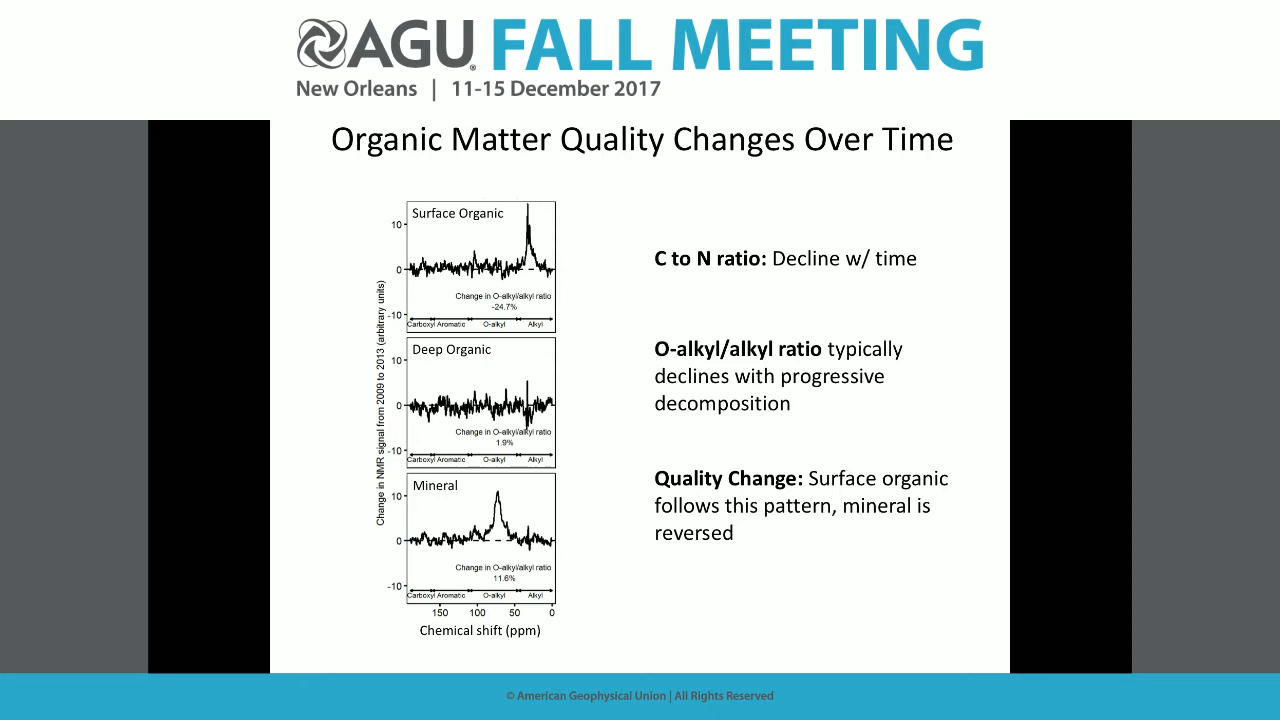 AGU FALL MEETING
New Orleans | 11-15 December 2017
Organic Matter Quality Changes Over Time
Change in NMR signal from 2009 to 2013 (arbitrary units)
Surface Organic
10
0
-10
Change in O-alkyl/alkyl ratio
-24.7%
Carboxyl Aromatic O-alkyl Alkyl
Deep Organic
10
0
-10
Change in O-alkyl/alkyl ratio
1.9%
Carboxyl Aromatic O-alkyl Alkyl
Mineral
10
0
-10
Change in O-alkyl/alkyl ratio
11.6%
Carboxyl Aromatic O-alkyl Alkyl
150 100 50 0
Chemical shift (ppm)
C to N ratio: Decline w/ time
O-alkyl/alkyl ratio typically
declines with progressive
decomposition
Quality Change: Surface organic
follows this pattern, mineral is
reversed
© American Geophysical Union | All Rights Reserved